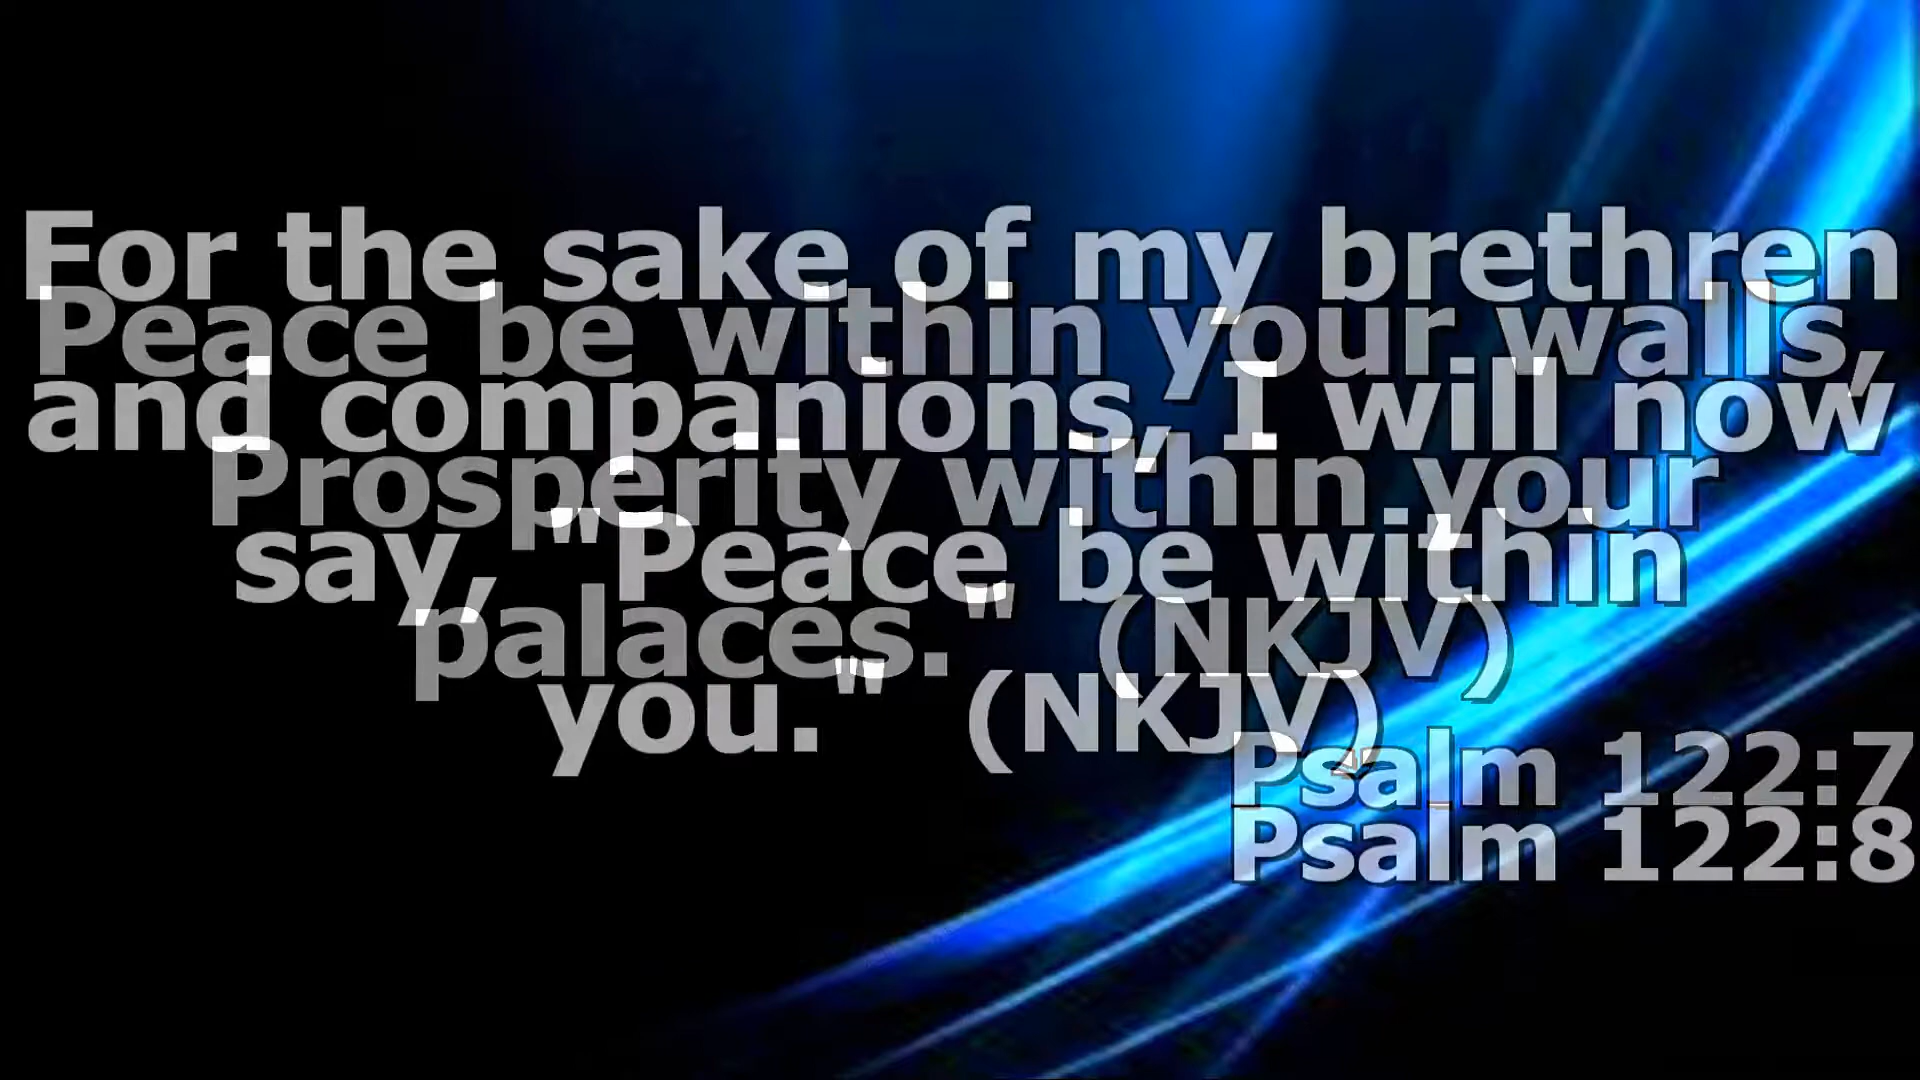 For the sake of my brethren
Peace be within your walls,
and companions, I will now
Prosperity within your
say, "Peace be within
palaces." (NKJV)
you." (NKJV)
Psalm 122:7
Psalm 122:8